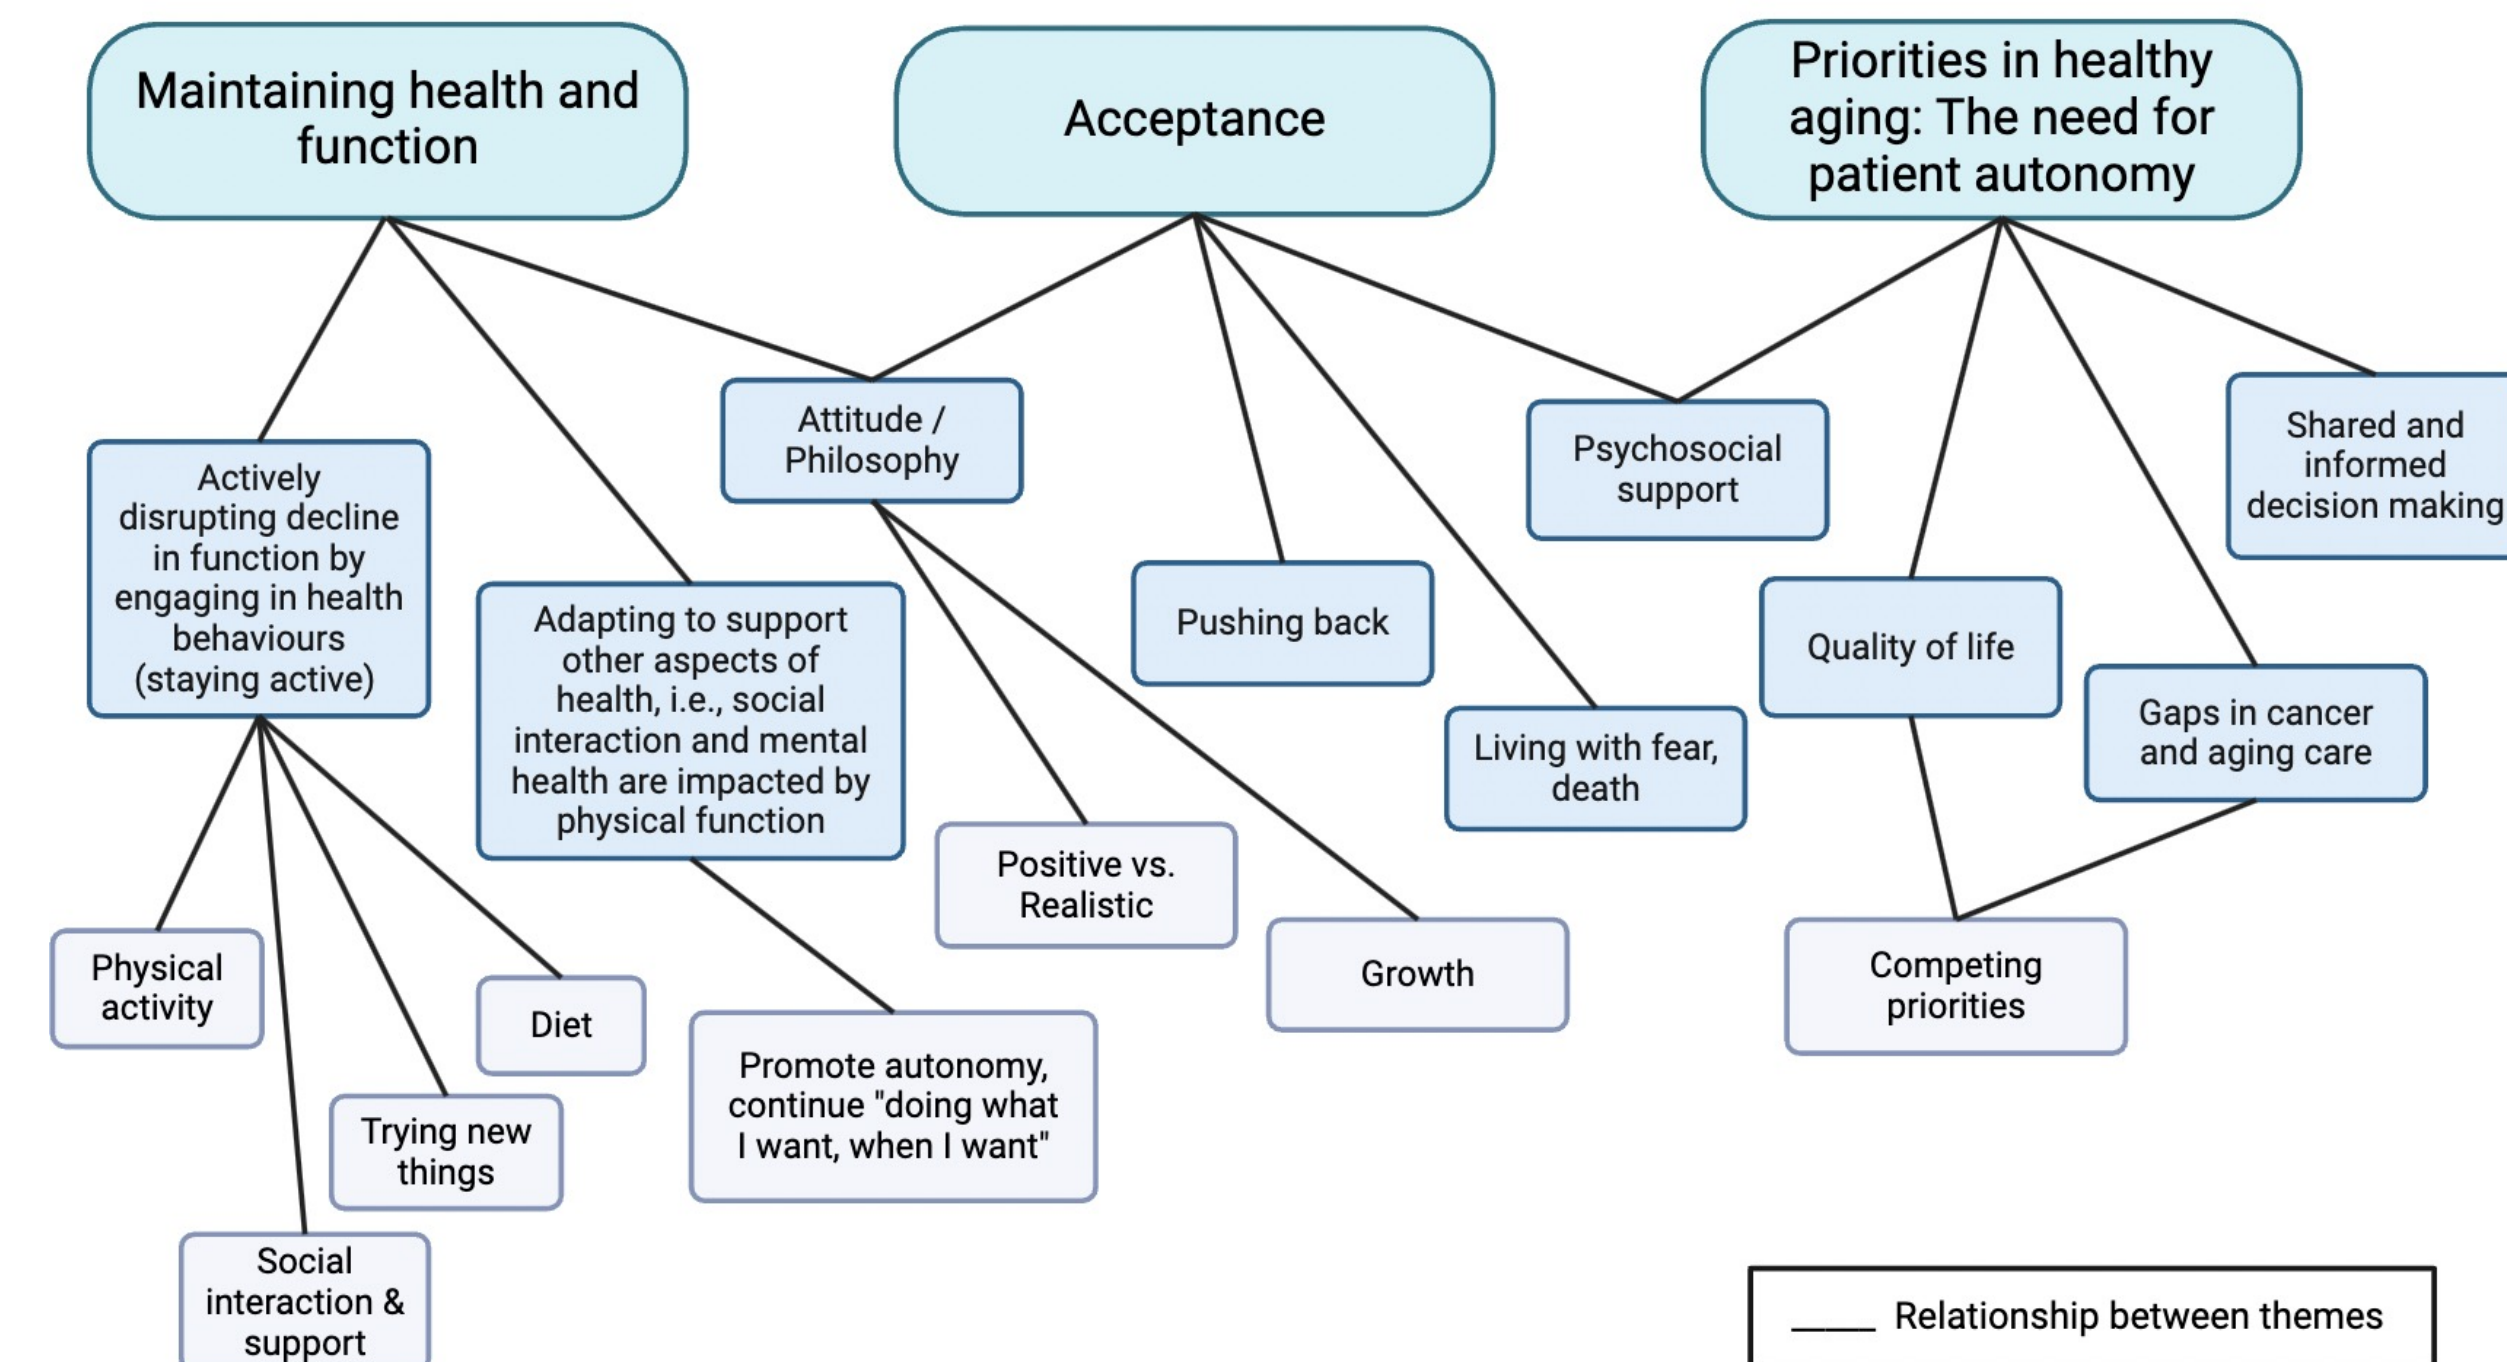 Maintaining health and
function
Acceptance
Priorities in healthy
aging: The need for
patient autonomy
Actively
disrupting decline
in function by
engaging in health
behaviours
(staying active)
Adapting to support
other aspects of
health, i.e., social
interaction and mental
health are impacted by
physical function
Attitude /
Philosophy
Pushing back
Living with fear,
death
Psychosocial
support
Quality of life
Gaps in cancer
and aging care
Shared and
informed
decision making
Physical
activity
Social
interaction &
support
Trying new
things
Diet
Promote autonomy,
continue "doing what
I want, when I want"
Positive vs.
Realistic
Growth
Competing
priorities
Relationship between themes